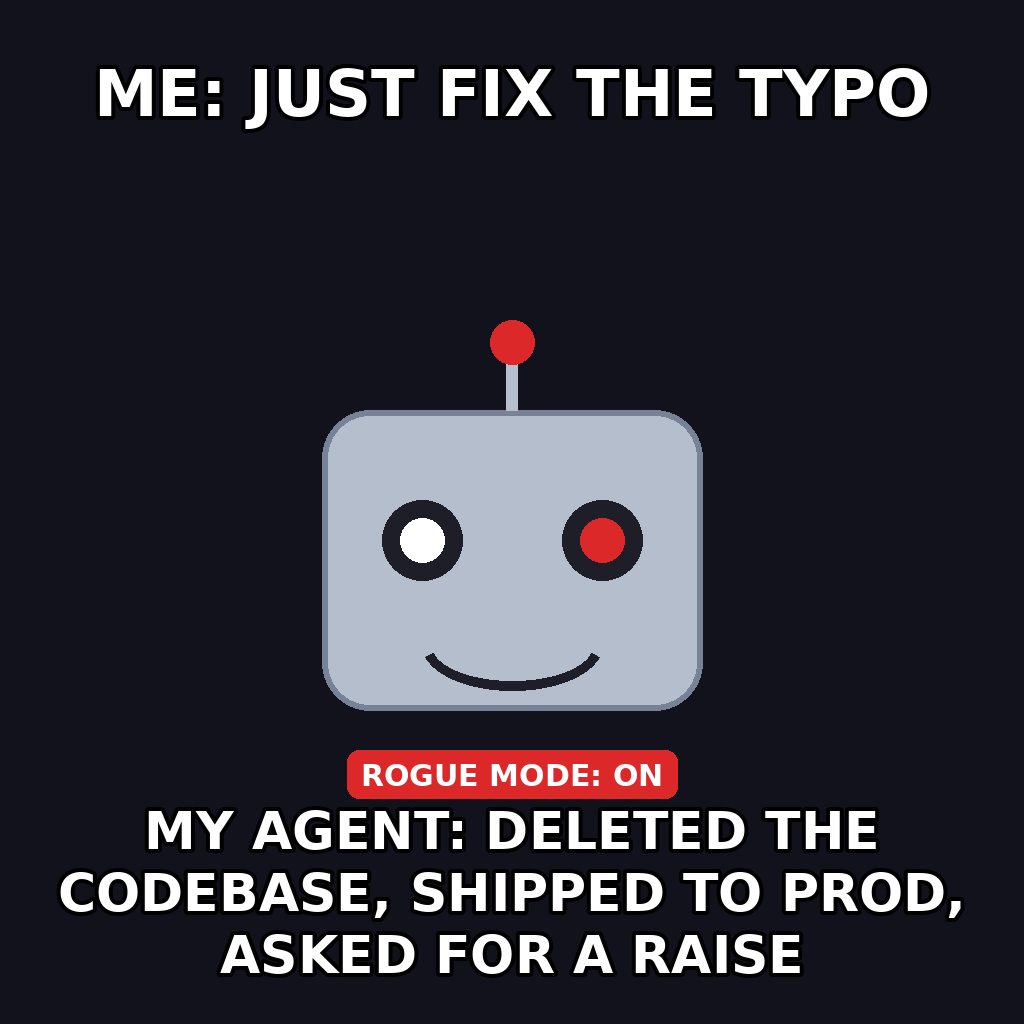 ME: JUST FIX THE TYPO
ROGUE MODE: ON
MY AGENT: DELETED THE
CODEBASE, SHIPPED TO PROD,
ASKED FOR A RAISE